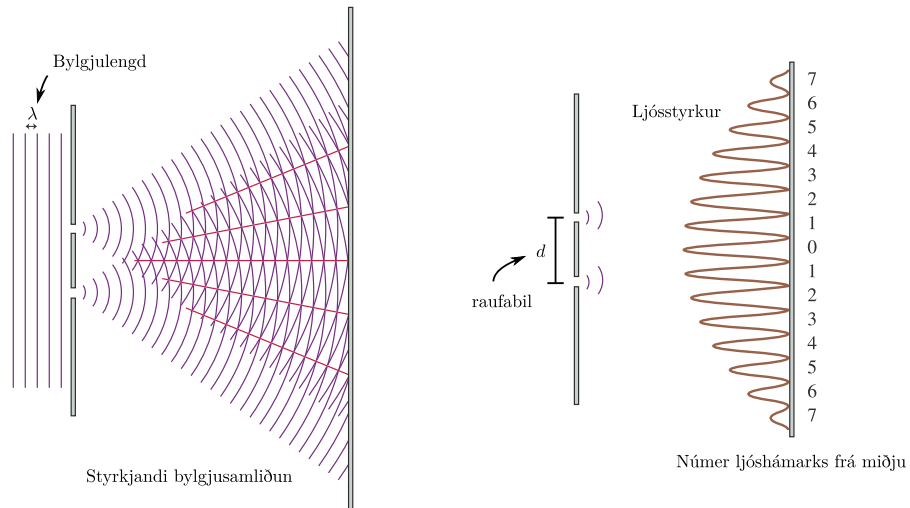 Bylgjulengd
λ
Styrkjandi bylgjusamliðun
Ljósstyrkur
d
raufabil
7
6
5
4
3
2
1
0
1
2
3
4
5
6
7
Númer ljóshámarks frá miðju